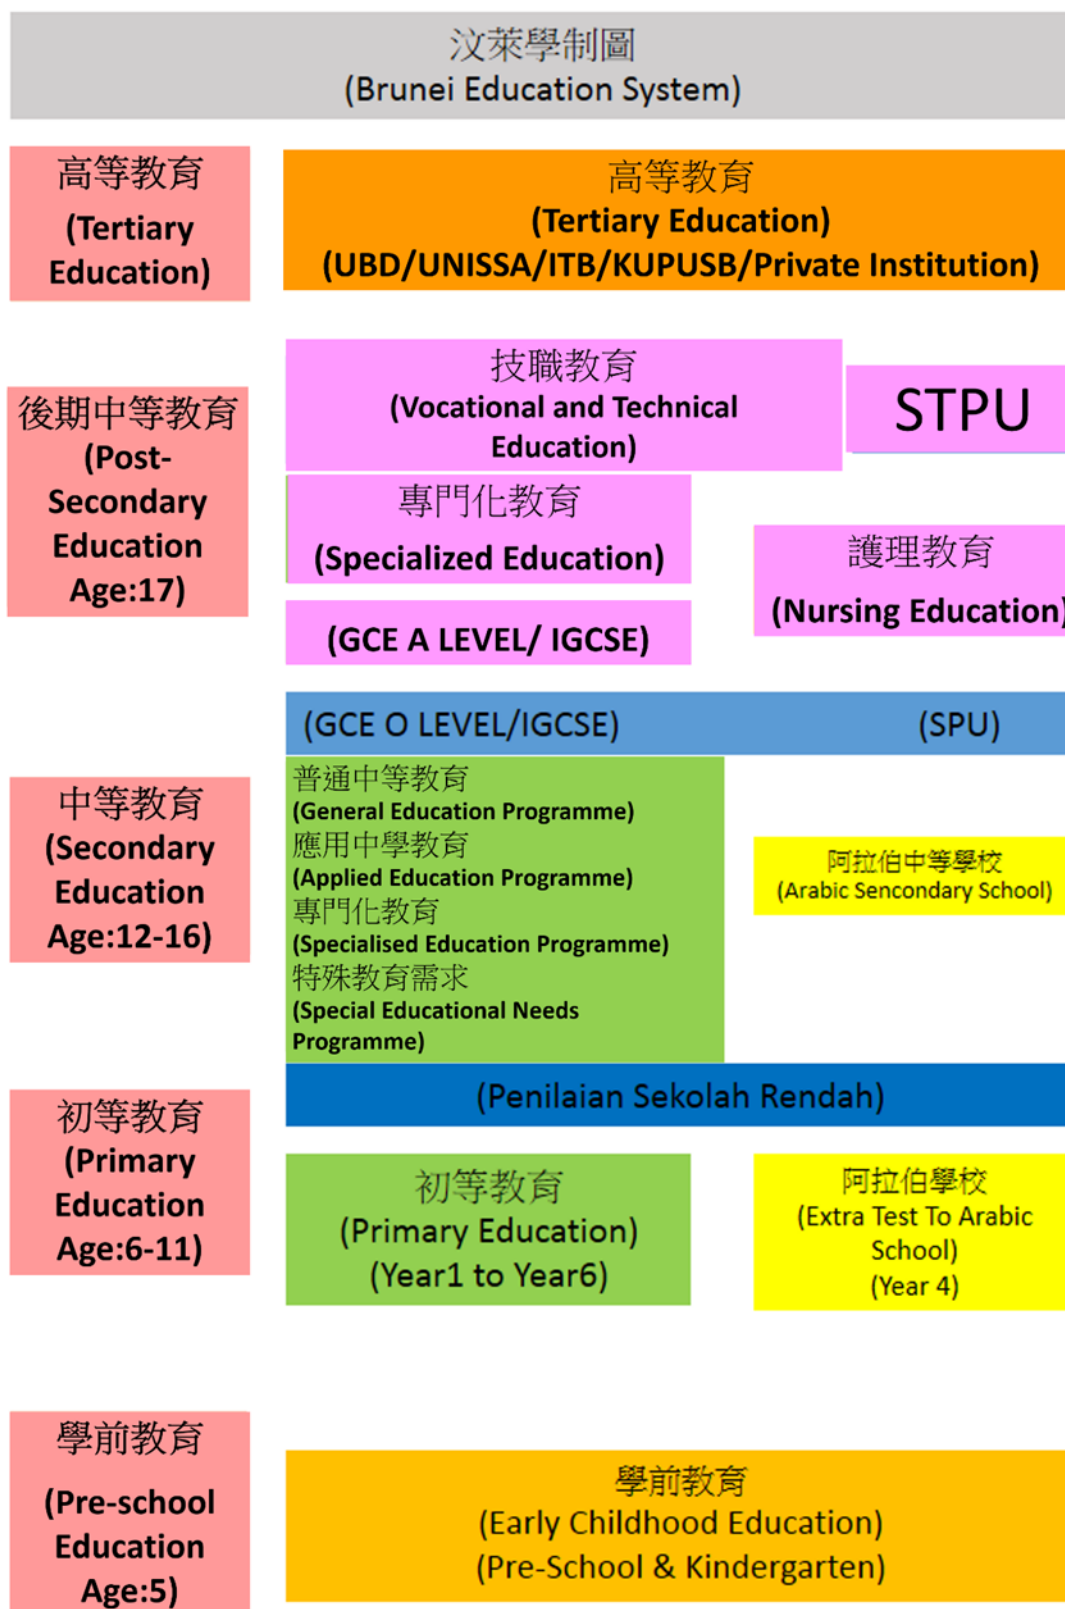 汶萊學制圖
(Brunei Education System)
高等教育
(Tertiary
Education)
高等教育
(Tertiary Education)
(UBD/UNISSA/ITB/KUPUSB/Private Institution)
後期中等教育
(Post-
Secondary
Education
Age:17)
技職教育
(Vocational and Technical
Education)
STPU
專門化教育
(Specialized Education)
護理教育
(Nursing Education)
(GCE A LEVEL/ IGCSE)
(GCE O LEVEL/IGCSE)
(SPU)
中等教育
(Secondary
Education
Age:12-16)
普通中等教育
(General Education Programme)
應用中學教育
(Applied Education Programme)
專門化教育
(Specialised Education Programme)
特殊教育需求
(Special Educational Needs
Programme)
阿拉伯中等學校
(Arabic Sencondary School)
(Penilaian Sekolah Rendah)
初等教育
(Primary
Education
Age:6-11)
初等教育
(Primary Education)
(Year1 to Year6)
阿拉伯學校
(Extra Test To Arabic
School)
(Year 4)
學前教育
(Pre-school
Education
Age:5)
學前教育
(Early Childhood Education)
(Pre-School & Kindergarten)